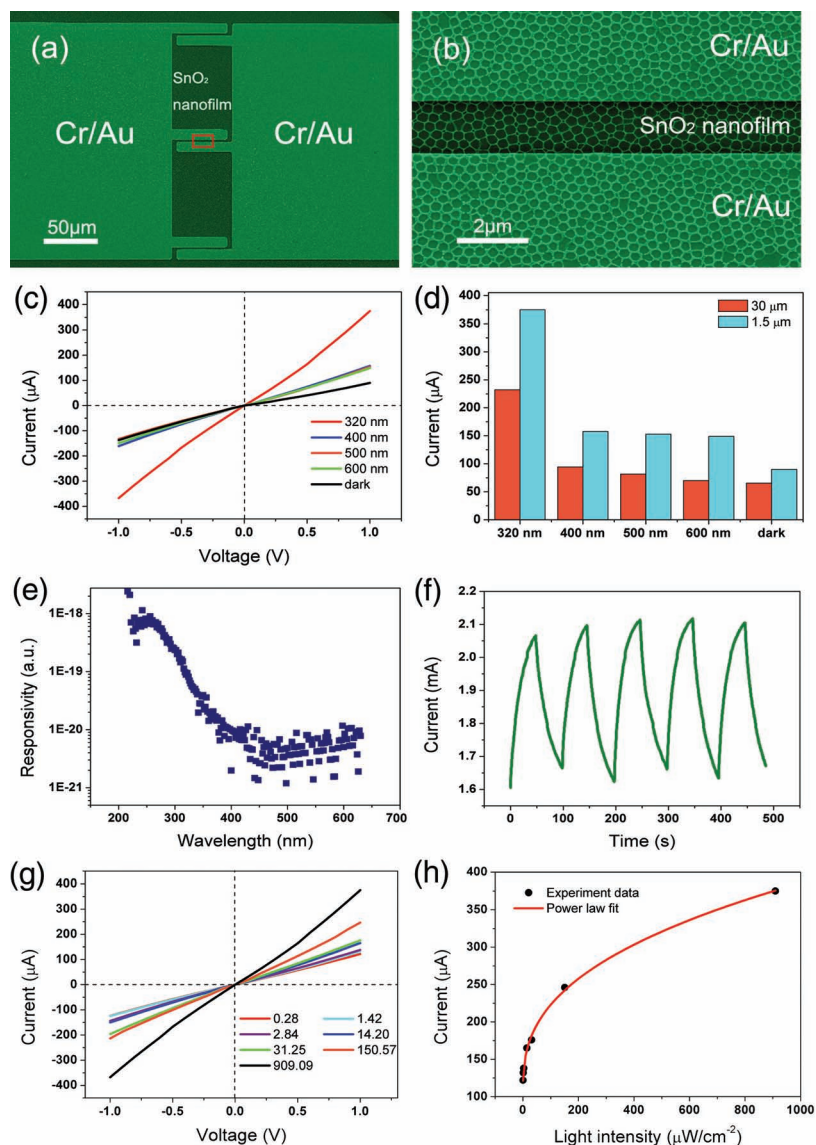 (a)
SnO₂
nanofilm
Cr/Au
Cr/Au
50μm
(b)
Cr/Au
SnO₂ nanofilm
Cr/Au
2μm
(c)
400
300
200
100
0
-100
-200
-300
-400
Current (μA)
-1.0 -0.5 0.0 0.5 1.0
Voltage (V)
320 nm
400 nm
500 nm
600 nm
dark
(d)
400
350
300
250
200
150
100
50
0
Current (μA)
30 μm
1.5 μm
320 nm 400 nm 500 nm 600 nm dark
(e)
1E-18
1E-19
1E-20
1E-21
Responsivity (a.u.)
200 300 400 500 600 700
Wavelength (nm)
(f)
2.2
2.1
2.0
1.9
1.8
1.7
1.6
Current (mA)
0 100 200 300 400 500
Time (s)
(g)
400
300
200
100
0
-100
-200
-300
-400
Current (μA)
-1.0 -0.5 0.0 0.5 1.0
Voltage (V)
0.28 1.42
2.84 14.20
31.25 150.57
909.09
(h)
400
350
300
250
200
150
100
Current (μA)
Experiment data
Power law fit
0 200 400 600 800 1000
Light intensity (μW/cm⁻²)